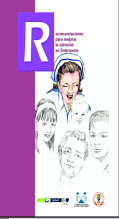 R
ecomendaciones
para mejorar
la atención
en Enfermería